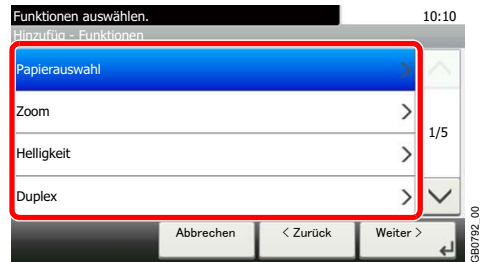 Funktionen auswählen.
10:10
Hinzufüg - Funktionen
Papierauswahl
Zoom
1/5
Helligkeit
Duplex
Abbrechen
< Zurück
Weiter >
GB0792_00